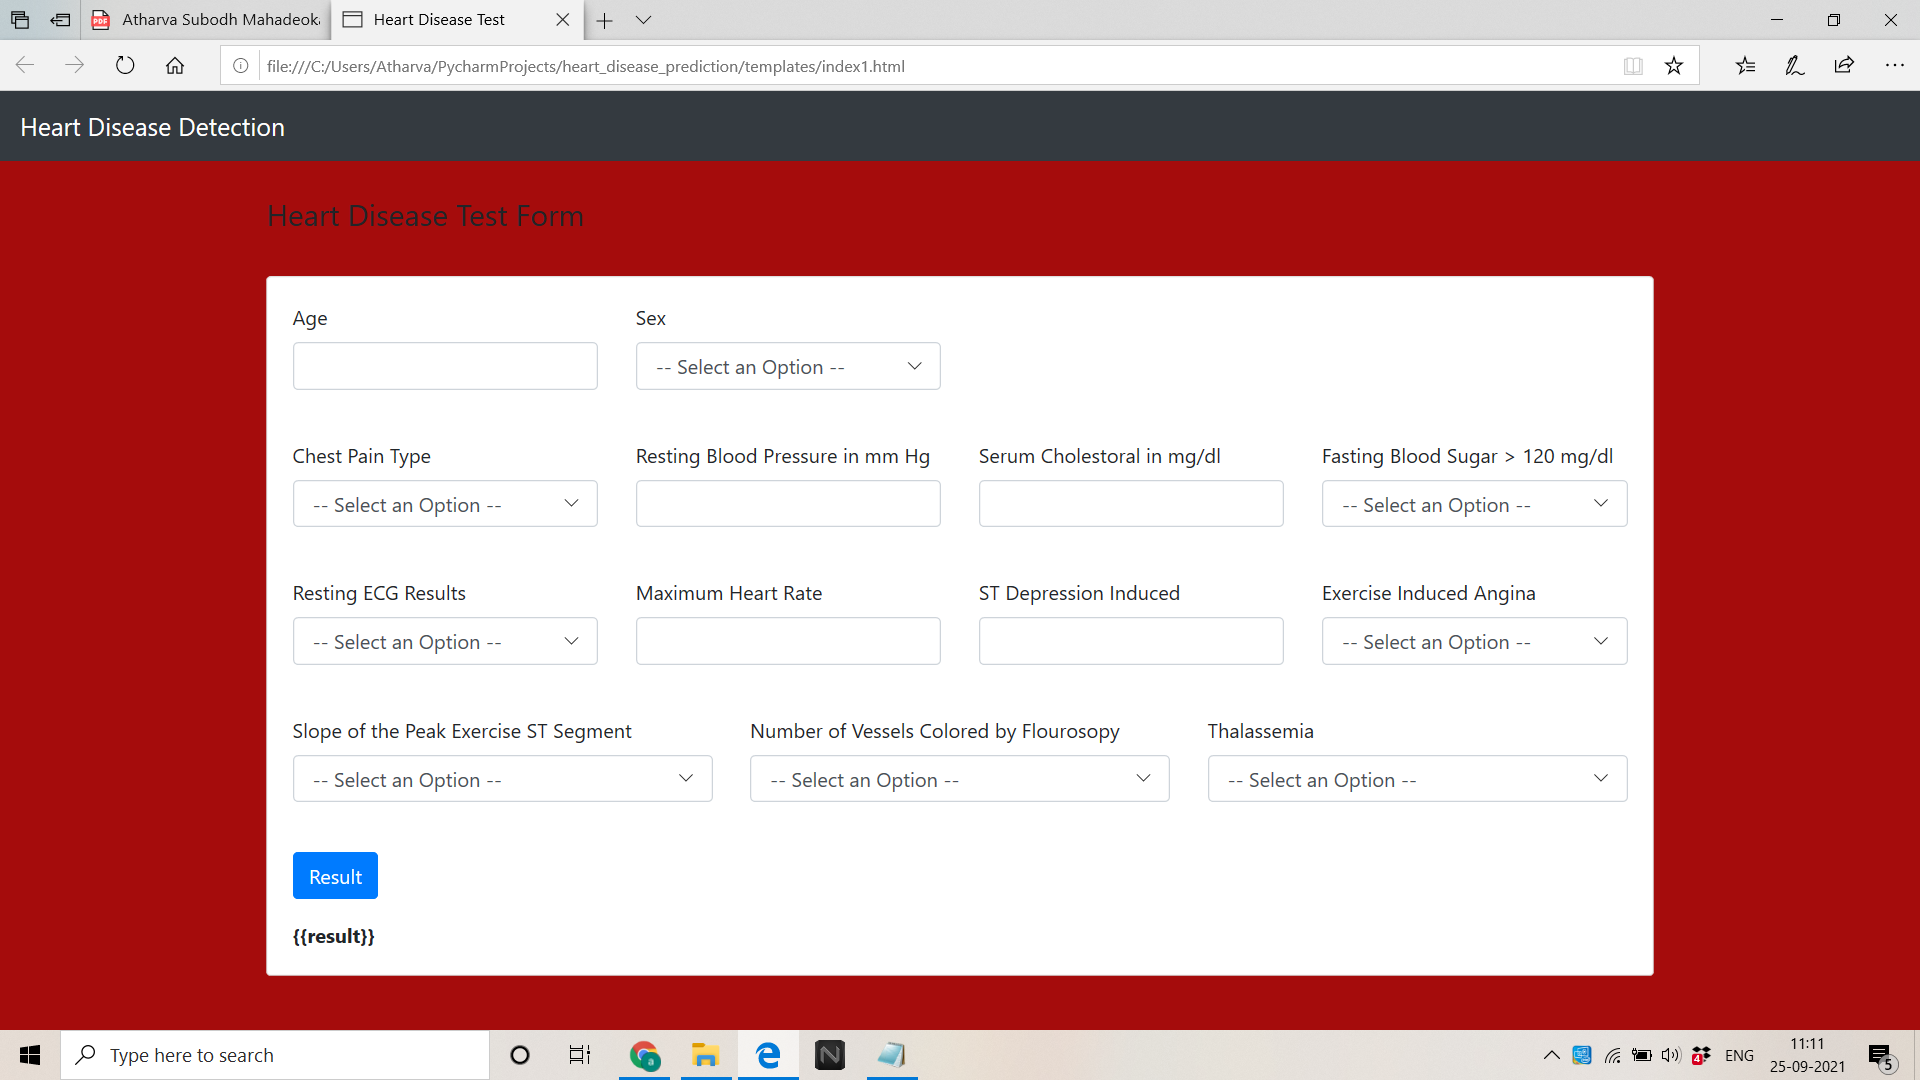 Atharva Subodh Mahadeok
Heart Disease Test
file:///C:/Users/Atharva/PycharmProjects/heart_disease_prediction/templates/index1.html
Heart Disease Detection
Heart Disease Test Form
Age Sex
-- Select an Option --
Chest Pain Type Resting Blood Pressure in mm Hg Serum Cholestoral in mg/dl Fasting Blood Sugar > 120 mg/dl
-- Select an Option -- -- Select an Option --
Resting ECG Results Maximum Heart Rate ST Depression Induced Exercise Induced Angina
-- Select an Option -- -- Select an Option --
Slope of the Peak Exercise ST Segment Number of Vessels Colored by Flourosopy Thalassemia
-- Select an Option -- -- Select an Option -- -- Select an Option --
Result
{{result}}
Type here to search
a
N
4
ENG
11:11
25-09-2021
5